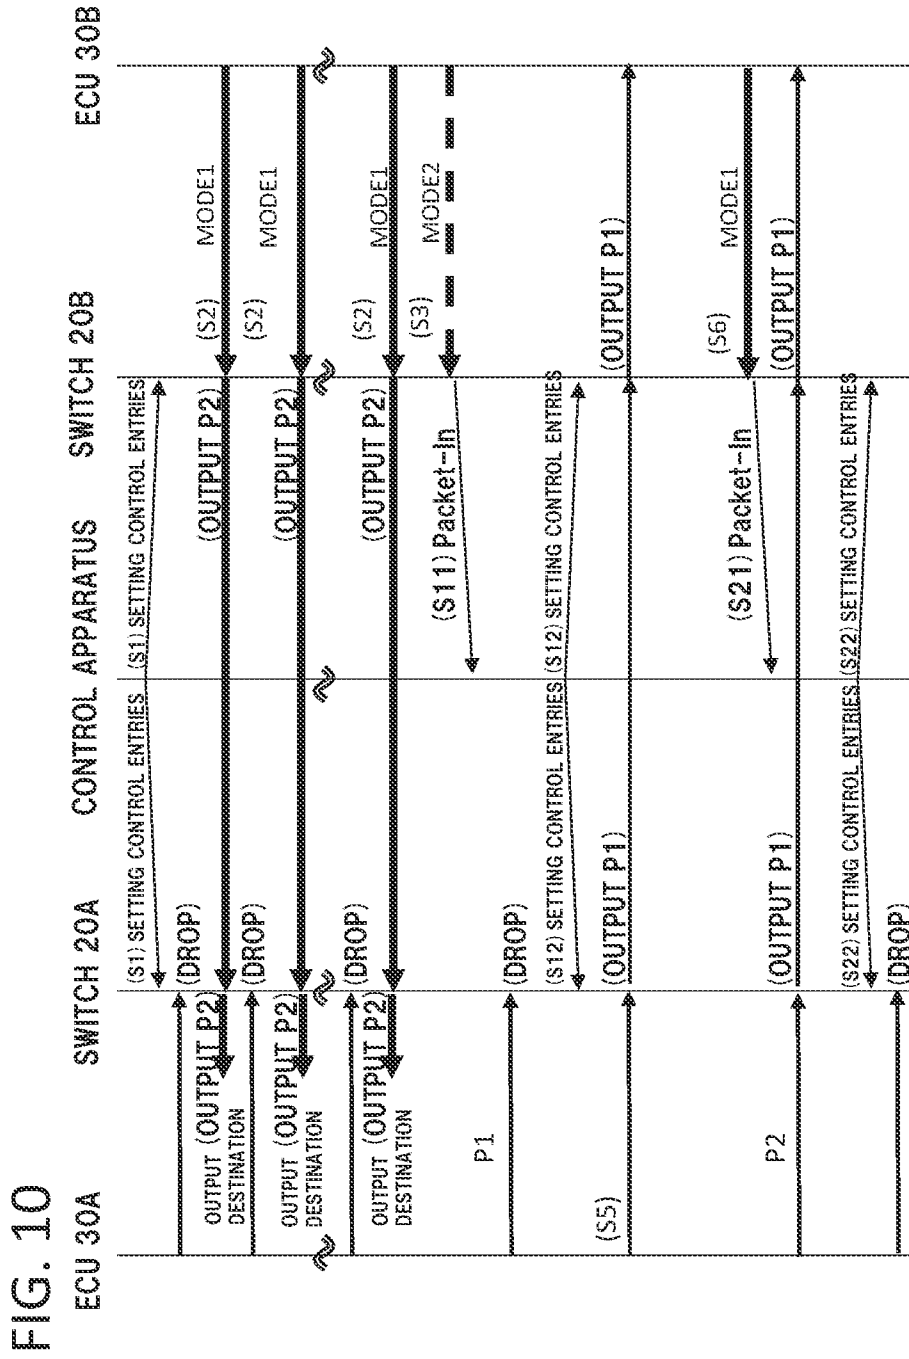 FIG. 10
ECU 30A
SWITCH 20A
CONTROL APPARATUS
SWITCH 20B
ECU 30B
(S1) SETTING CONTROL ENTRIES
(S1) SETTING CONTROL ENTRIES
(DROP)
(S2)
MODE1
OUTPUT
DESTINATION
(OUTPUT P2)
(OUTPUT P2)
(DROP)
(S2)
MODE1
OUTPUT
DESTINATION
(OUTPUT P2)
(OUTPUT P2)
(DROP)
(S2)
MODE1
OUTPUT
DESTINATION
(OUTPUT P2)
(OUTPUT P2)
(S3)
MODE2
(S11) Packet-In
P1
(DROP)
(S12) SETTING CONTROL ENTRIES
(S12) SETTING CONTROL ENTRIES
(S5)
(OUTPUT P1)
(OUTPUT P1)
(S6)
MODE1
(S21) Packet-In
P2
(OUTPUT P1)
(OUTPUT P1)
(S22) SETTING CONTROL ENTRIES
(S22) SETTING CONTROL ENTRIES
(DROP)